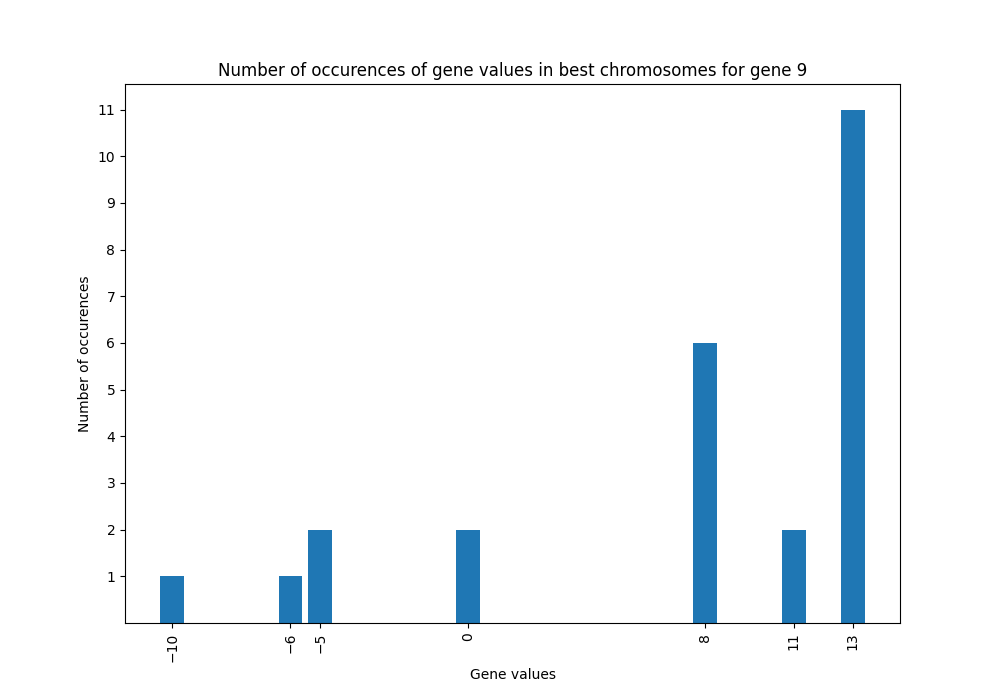 Number of occurences of gene values in best chromosomes for gene 9
11
10
9
8
7
6
5
4
3
2
1
Number of occurences
−10 −6 −5 0 8 11 13
Gene values